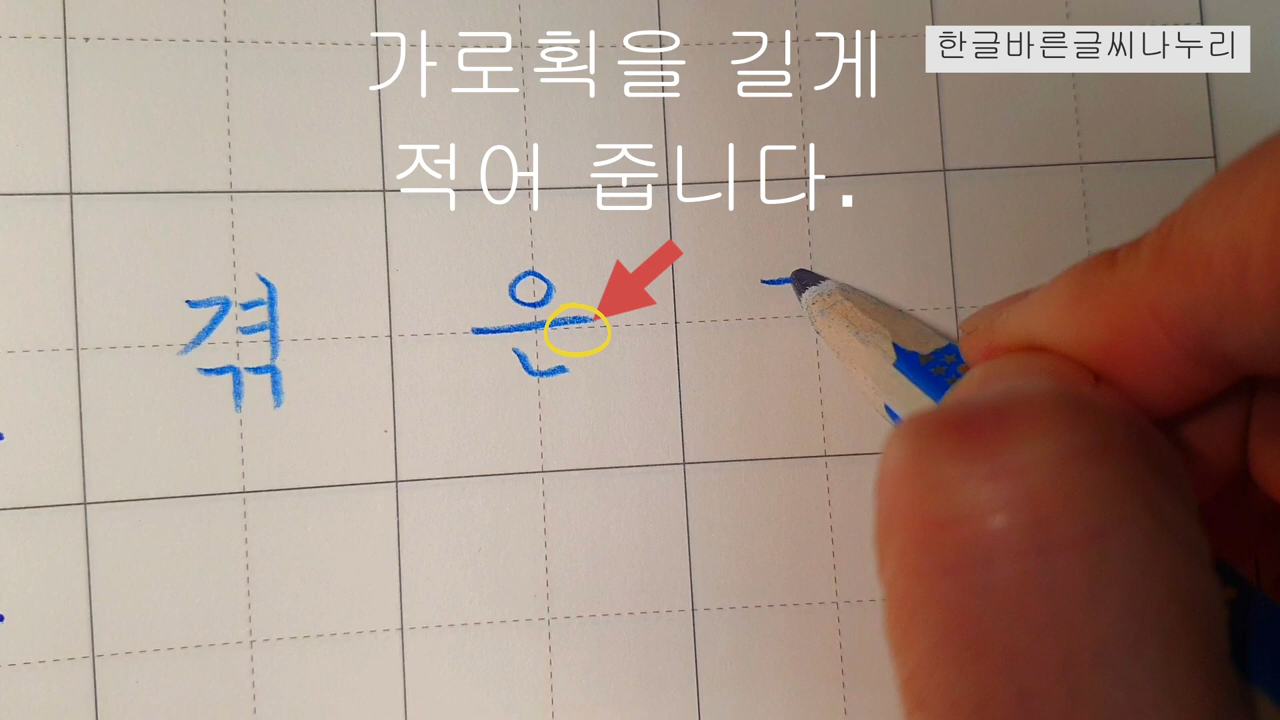 가로획을 길게
적어 줍니다.
한글바른글씨나누리
겪은